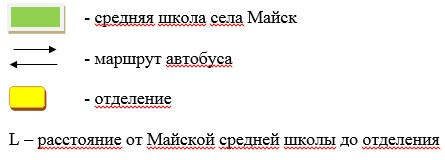 - средняя школа села Майск
- маршрут автобуса
- отделение
L – расстояние от Майской средней школы до отделения